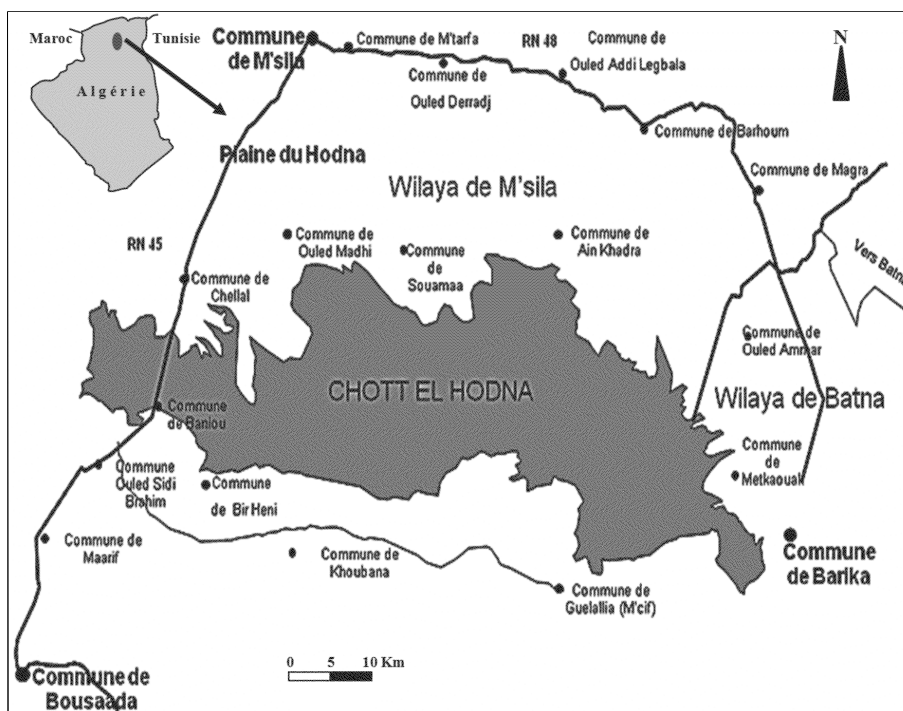 Maroc
Tunisie
Algérie
Commune
de M'sila
Commune de M'tarfa
RN 48
Commune de
Ouled Addi Legbala
N
Commune de
Ouled Derradj
Commune de Barhoum
Plaine du Hodna
Wilaya de M'sila
Commune de Magra
RN 45
Commune de
Ouled Madhi
Commune
de
Souamaa
Commune de
Ain Khadra
Vers Batna
Commune de
Chellal
Commune de
Ouled Ammar
CHOTT EL HODNA
Wilaya de Batna
Commune
de Baniou
Commune
Ouled Sidi
Brahim
Commune
de Bir Heni
Commune
de
Metkaouak
Commune de
Maarif
Commune de
Khoubana
Commune
de Barika
Commune de
Guelallia (M'cif)
0 5 10 Km
Commune de
Bousaada